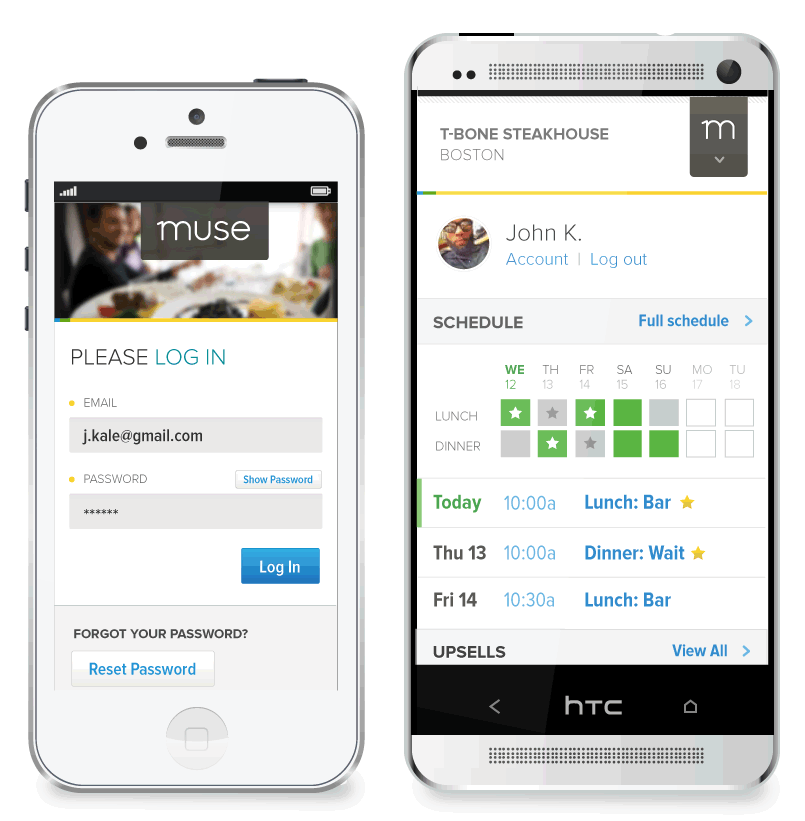 muse
PLEASE LOG IN
EMAIL
j.kale@gmail.com
PASSWORD
Show Password
******
Log In
FORGOT YOUR PASSWORD?
Reset Password
T-BONE STEAKHOUSE
BOSTON
m
John K.
Account | Log out
SCHEDULE Full schedule >
WE TH FR SA SU MO TU
12 13 14 15 16 17 18
LUNCH
DINNER
Today 10:00a Lunch: Bar
Thu 13 10:00a Dinner: Wait
Fri 14 10:30a Lunch: Bar
UPSELLS View All >
hTC